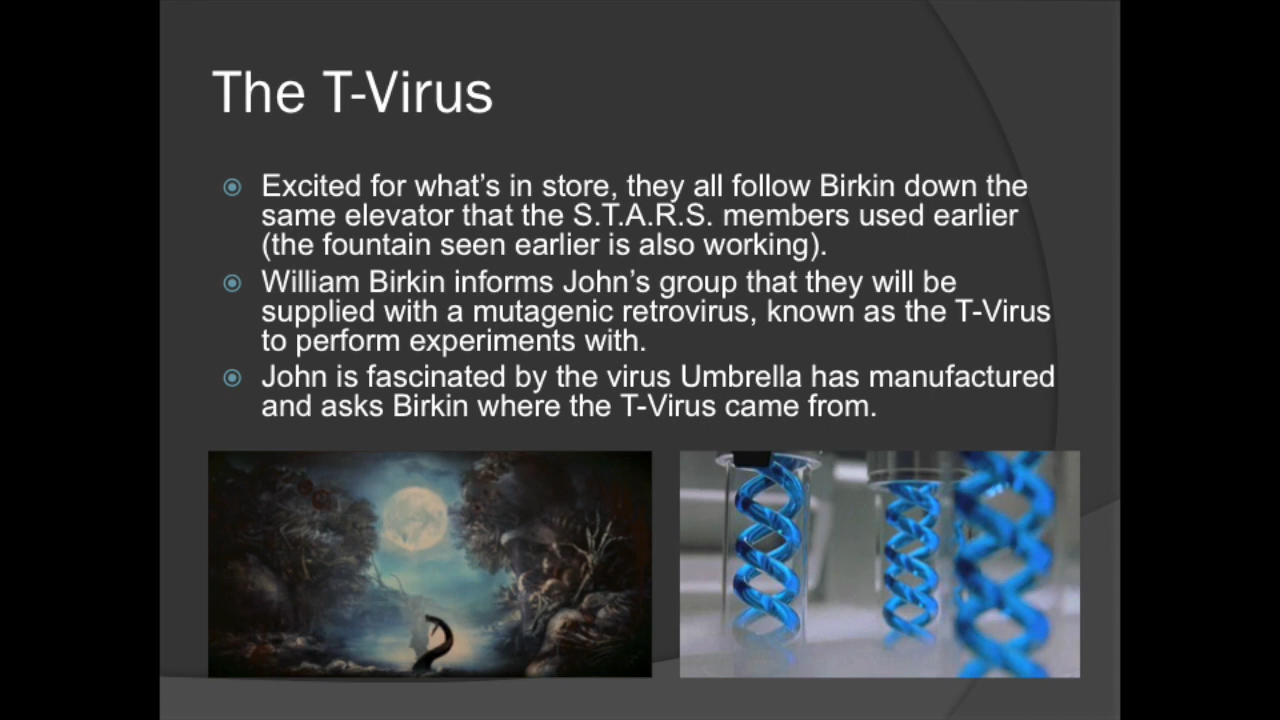 The T-Virus
Excited for what's in store, they all follow Birkin down the
same elevator that the S.T.A.R.S. members used earlier
(the fountain seen earlier is also working).
William Birkin informs John's group that they will be
supplied with a mutagenic retrovirus, known as the T-Virus
to perform experiments with.
John is fascinated by the virus Umbrella has manufactured
and asks Birkin where the T-Virus came from.